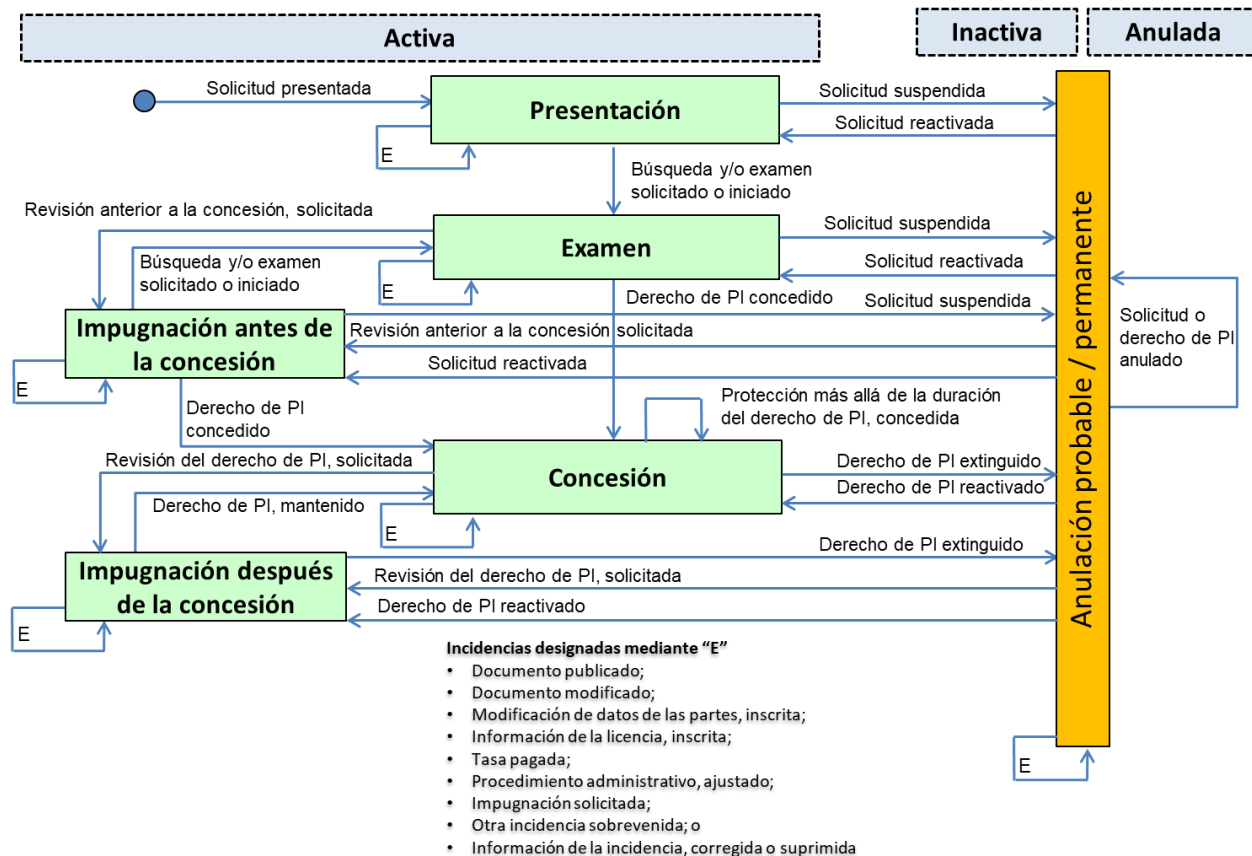 Activa
Inactiva
Anulada
Solicitud presentada
Presentación
Solicitud suspendida
Solicitud reactivada
E
Búsqueda y/o examen
solicitado o iniciado
Revisión anterior a la concesión, solicitada
Examen
Solicitud suspendida
Solicitud reactivada
Búsqueda y/o examen
solicitado o iniciado
E
Derecho de PI concedido
Solicitud suspendida
Impugnación antes de
la concesión
Revisión anterior a la concesión solicitada
Solicitud reactivada
E
Solicitud o
derecho de PI
anulado
Anulación probable / permanente
Derecho de PI
concedido
Protección más allá de la duración
del derecho de PI, concedida
Revisión del derecho de PI, solicitada
Concesión
Derecho de PI extinguido
Derecho de PI reactivado
Derecho de PI, mantenido
E
Derecho de PI extinguido
Impugnación después
de la concesión
Revisión del derecho de PI, solicitada
Derecho de PI reactivado
E
Incidencias designadas mediante “E”
• Documento publicado;
• Documento modificado;
• Modificación de datos de las partes, inscrita;
• Información de la licencia, inscrita;
• Tasa pagada;
• Procedimiento administrativo, ajustado;
• Impugnación solicitada;
• Otra incidencia sobrevenida; o
• Información de la incidencia, corregida o suprimida
E